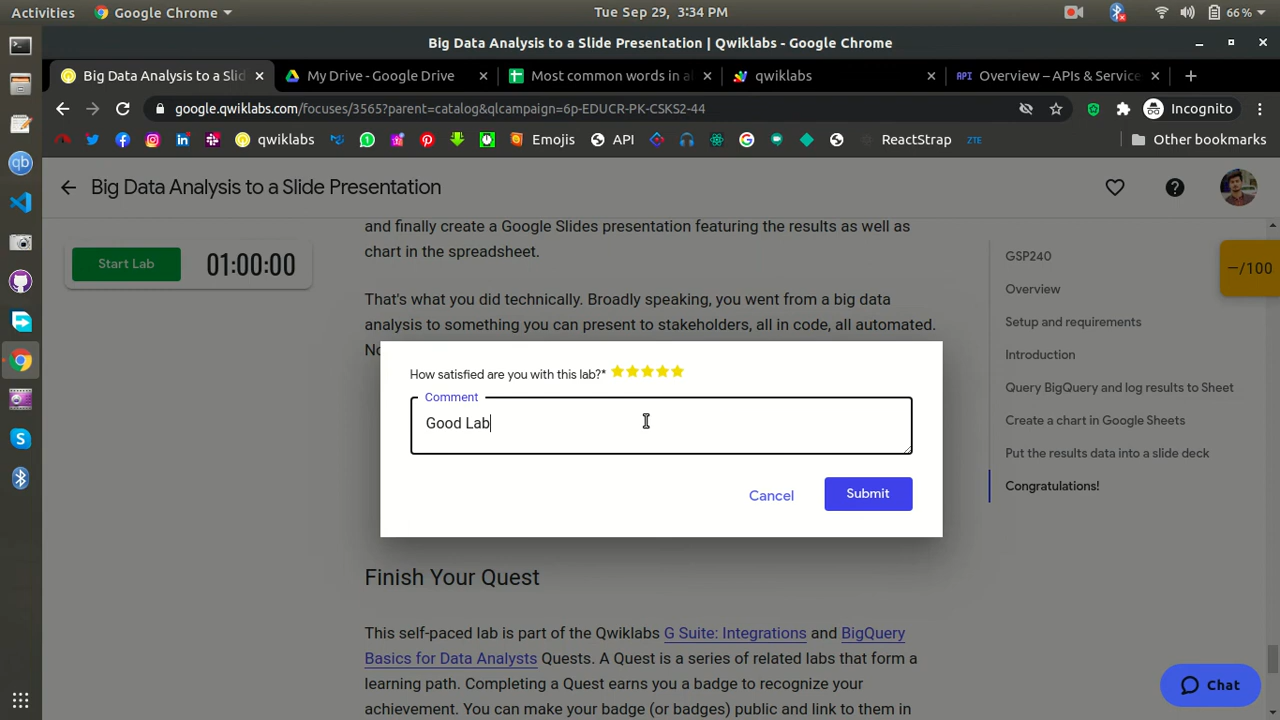 Activities Google Chrome Tue Sep 29, 3:34 PM 66%
Big Data Analysis to a Slide Presentation | Qwiklabs - Google Chrome
Big Data Analysis to a Slid My Drive - Google Drive Most common words in al qwiklabs API Overview – APIs & Service
google.qwiklabs.com/focuses/3565?parent=catalog&qlcampaign=6p-EDUCR-PK-CSKS2-44 Incognito
qwiklabs Emojis API ReactStrap ZTE Other bookmarks
Big Data Analysis to a Slide Presentation
and finally create a Google Slides presentation featuring the results as well as
chart in the spreadsheet.
Start Lab 01:00:00
That's what you did technically. Broadly speaking, you went from a big data
analysis to something you can present to stakeholders, all in code, all automated.
No
How satisfied are you with this lab?*
Comment
Good Lab
Cancel Submit
Finish Your Quest
This self-paced lab is part of the Qwiklabs G Suite: Integrations and BigQuery
Basics for Data Analysts Quests. A Quest is a series of related labs that form a
learning path. Completing a Quest earns you a badge to recognize your
achievement. You can make your badge (or badges) public and link to them in
GSP240
Overview
Setup and requirements
Introduction
Query BigQuery and log results to Sheet
Create a chart in Google Sheets
Put the results data into a slide deck
Congratulations!
–/100
Chat